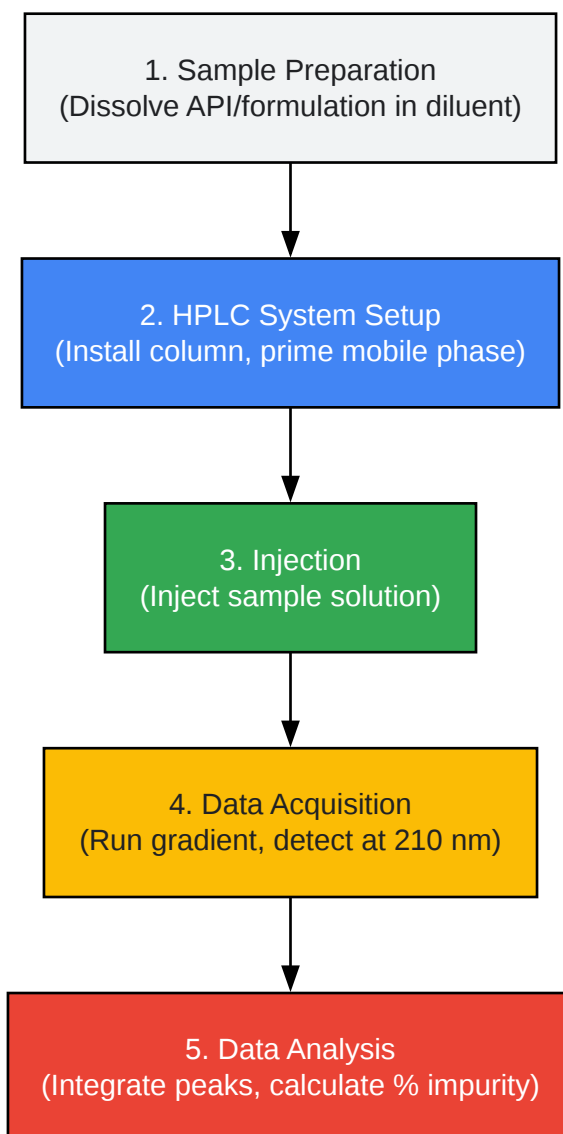 1. Sample Preparation
(Dissolve API/formulation in diluent)
2. HPLC System Setup
(Install column, prime mobile phase)
3. Injection
(Inject sample solution)
4. Data Acquisition
(Run gradient, detect at 210 nm)
5. Data Analysis
(Integrate peaks, calculate % impurity)